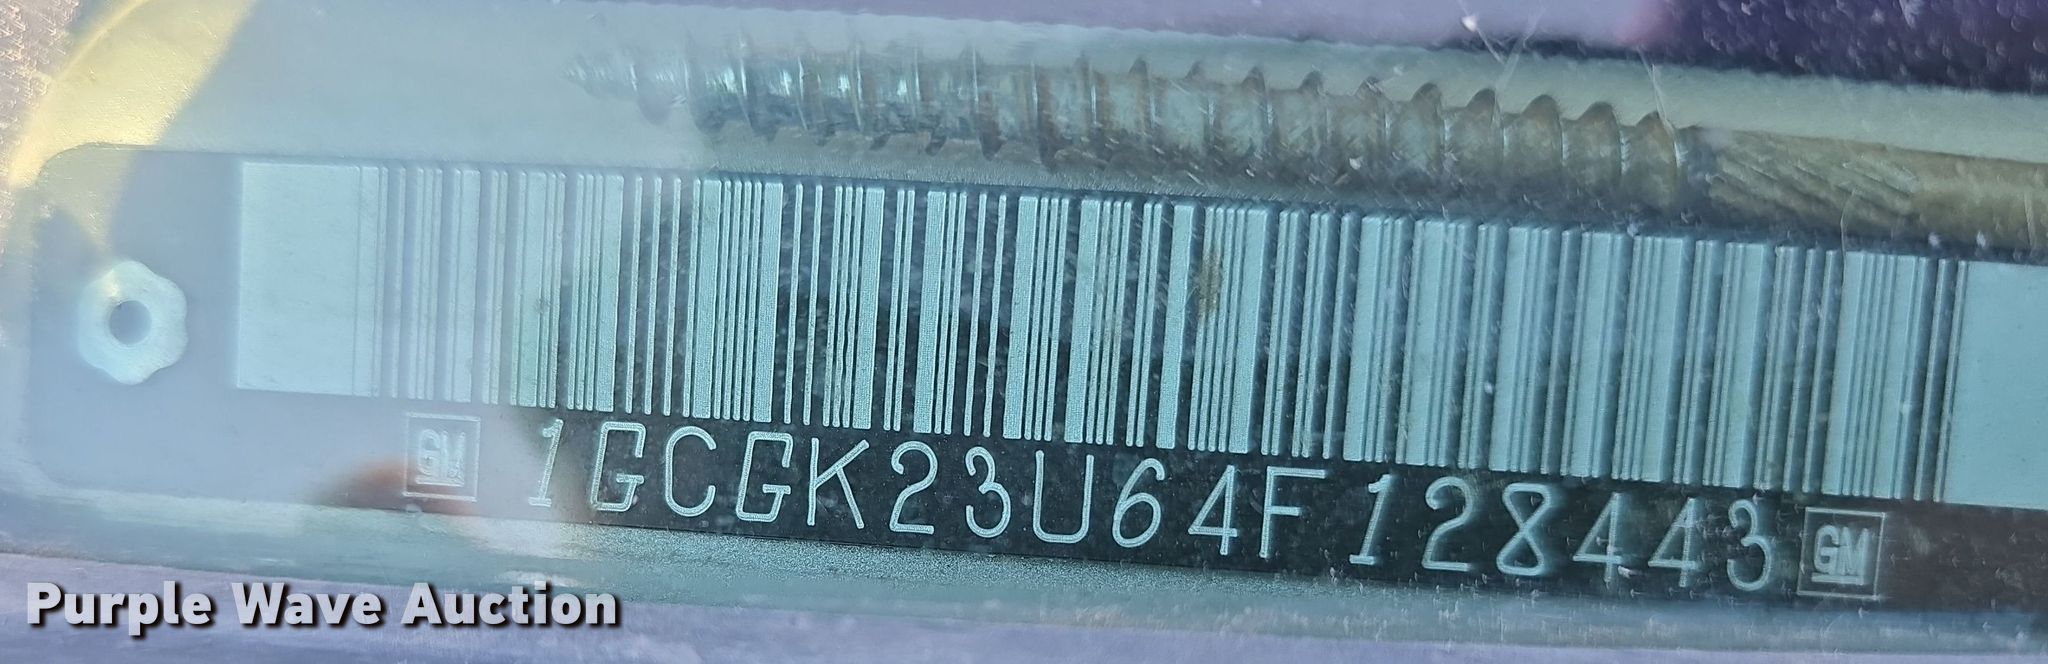 GM 1GCGK23U64F128443 GM
Purple Wave Auction